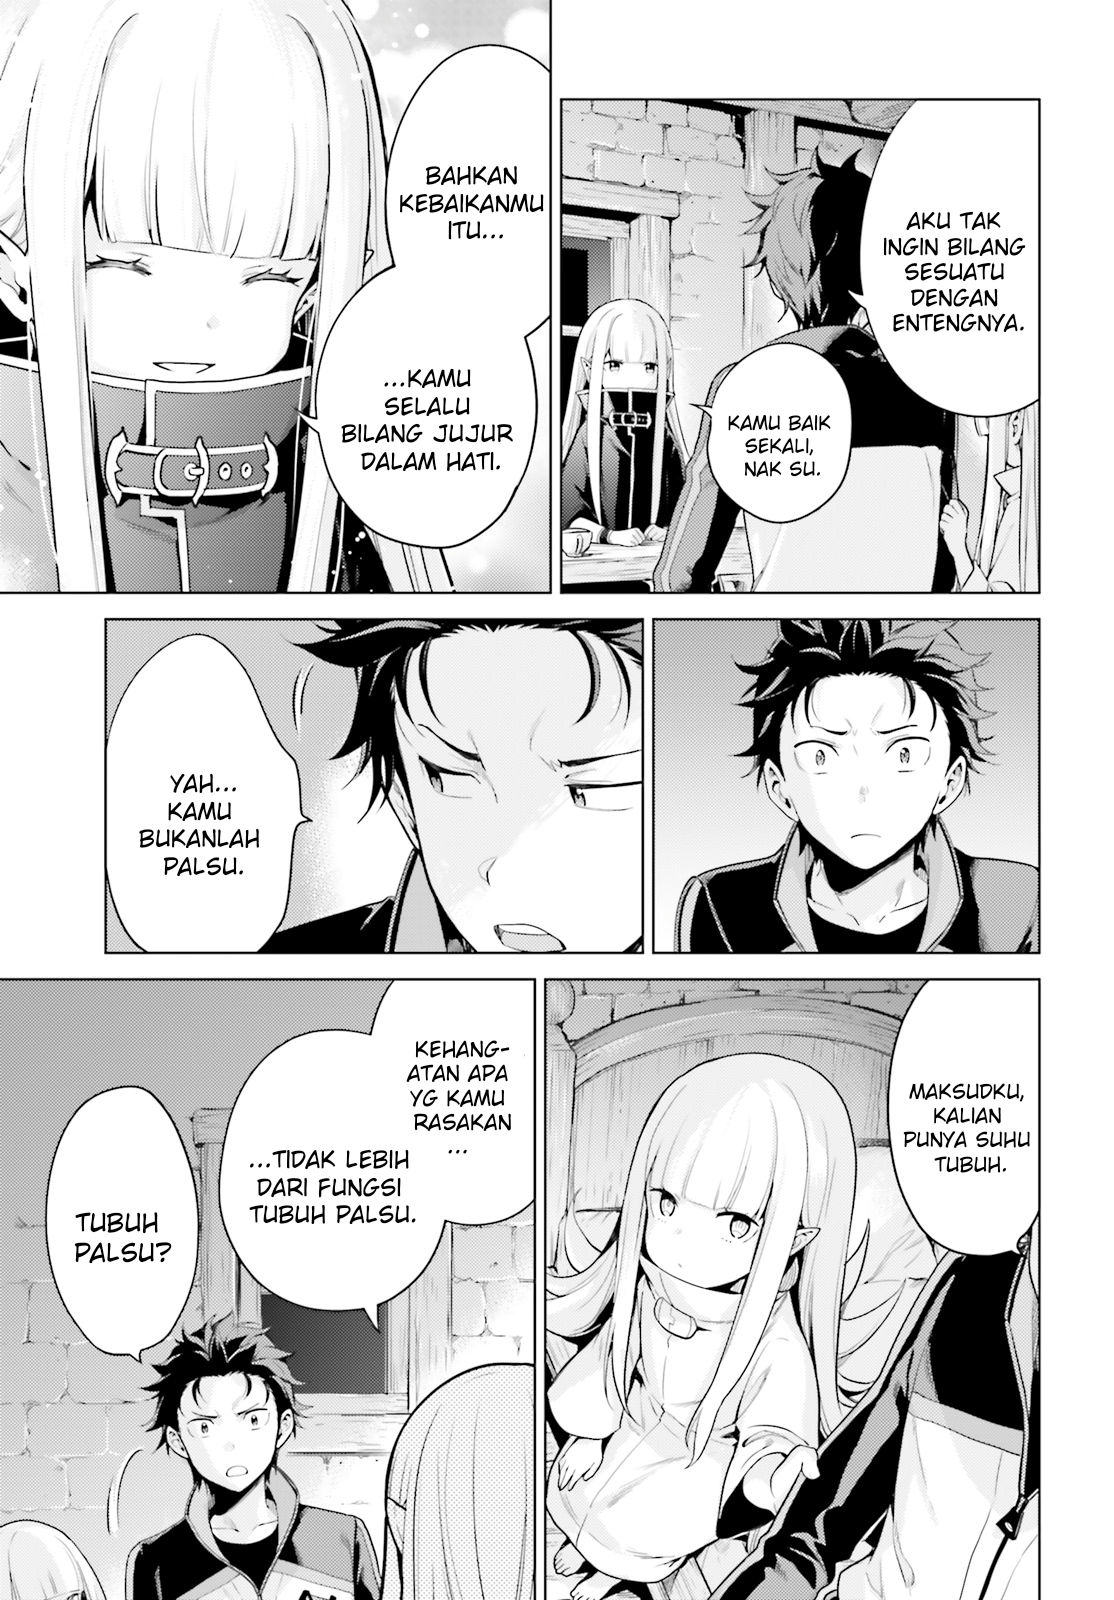 AKU TAK
INGIN BILANG
SESUATU
DENGAN
ENTENGNYA.
KAMU BAIK
SEKALI,
NAK SU.
BAHKAN
KEBAIKANMU
ITU...
...KAMU
SELALU
BILANG JUJUR
DALAM HATI.
YAH...
KAMU
BUKANLAH
PALSU.
MAKSUDKU,
KALIAN
PUNYA SUHU
TUBUH.
KEHANG-
ATAN APA
YG KAMU
RASAKAN
...
...TIDAK LEBIH
DARI FUNGSI
TUBUH PALSU.
TUBUH
PALSU?